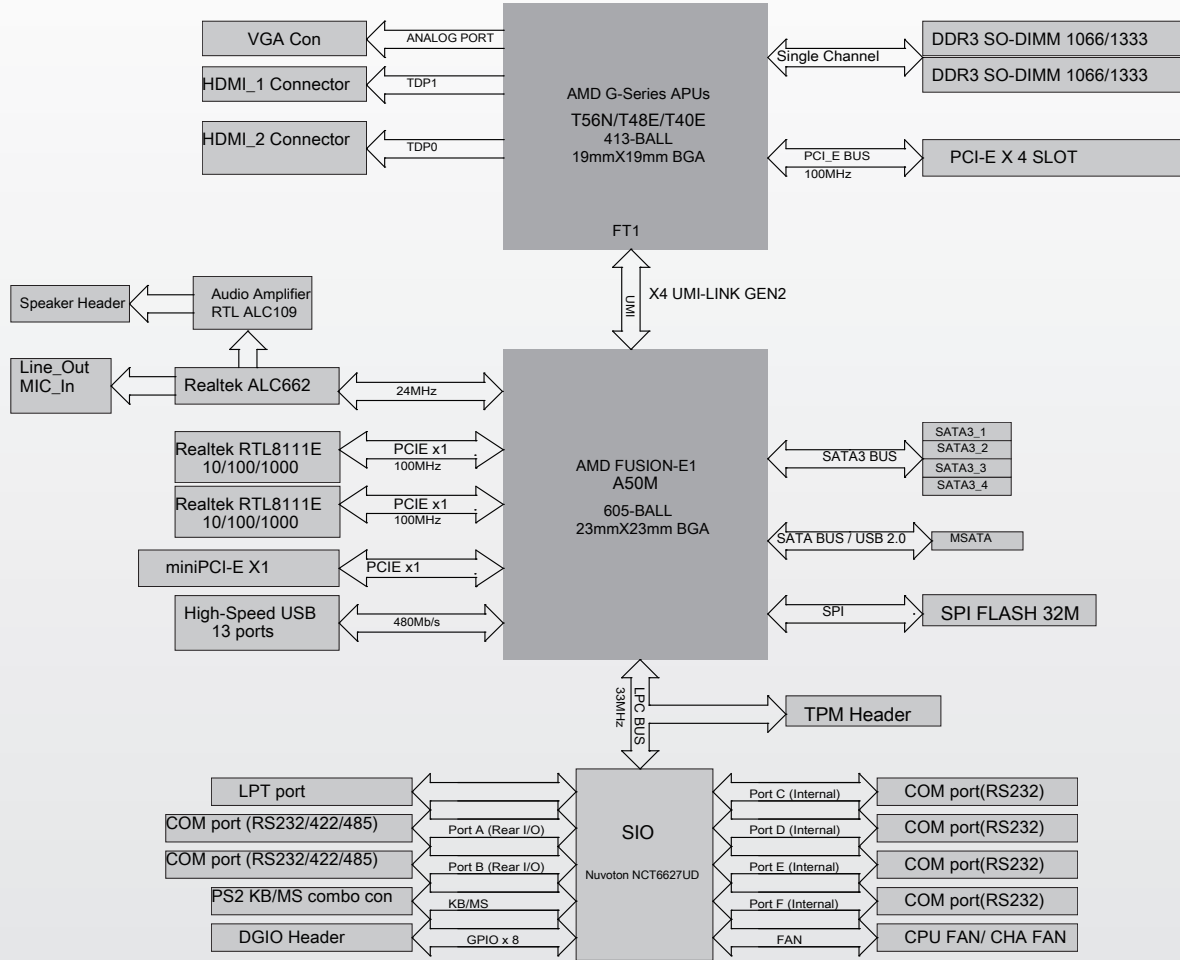 VGA Con
ANALOG PORT
HDMI_1 Connector
TDP1
HDMI_2 Connector
TDP0
AMD G-Series APUs
T56N/T48E/T40E
413-BALL
19mmX19mm BGA
FT1
Single Channel
DDR3 SO-DIMM 1066/1333
DDR3 SO-DIMM 1066/1333
PCI_E BUS
100MHz
PCI-E X 4 SLOT
UMI
X4 UMI-LINK GEN2
Speaker Header
Audio Amplifier
RTL ALC109
Line_Out
MIC_In
Realtek ALC662
24MHz
Realtek RTL8111E
10/100/1000
PCIE x1
100MHz
Realtek RTL8111E
10/100/1000
PCIE x1
100MHz
miniPCI-E X1
PCIE x1
High-Speed USB
13 ports
480Mb/s
AMD FUSION-E1
A50M
605-BALL
23mmX23mm BGA
SATA3 BUS
SATA3_1
SATA3_2
SATA3_3
SATA3_4
SATA BUS / USB 2.0
MSATA
SPI
SPI FLASH 32M
LPC BUS
33MHz
TPM Header
LPT port
COM port (RS232/422/485)
Port A (Rear I/O)
COM port (RS232/422/485)
Port B (Rear I/O)
PS2 KB/MS combo con
KB/MS
DGIO Header
GPIO x 8
SIO
Nuvoton NCT6627UD
Port C (Internal)
COM port(RS232)
Port D (Internal)
COM port(RS232)
Port E (Internal)
COM port(RS232)
Port F (Internal)
COM port(RS232)
FAN
CPU FAN/ CHA FAN